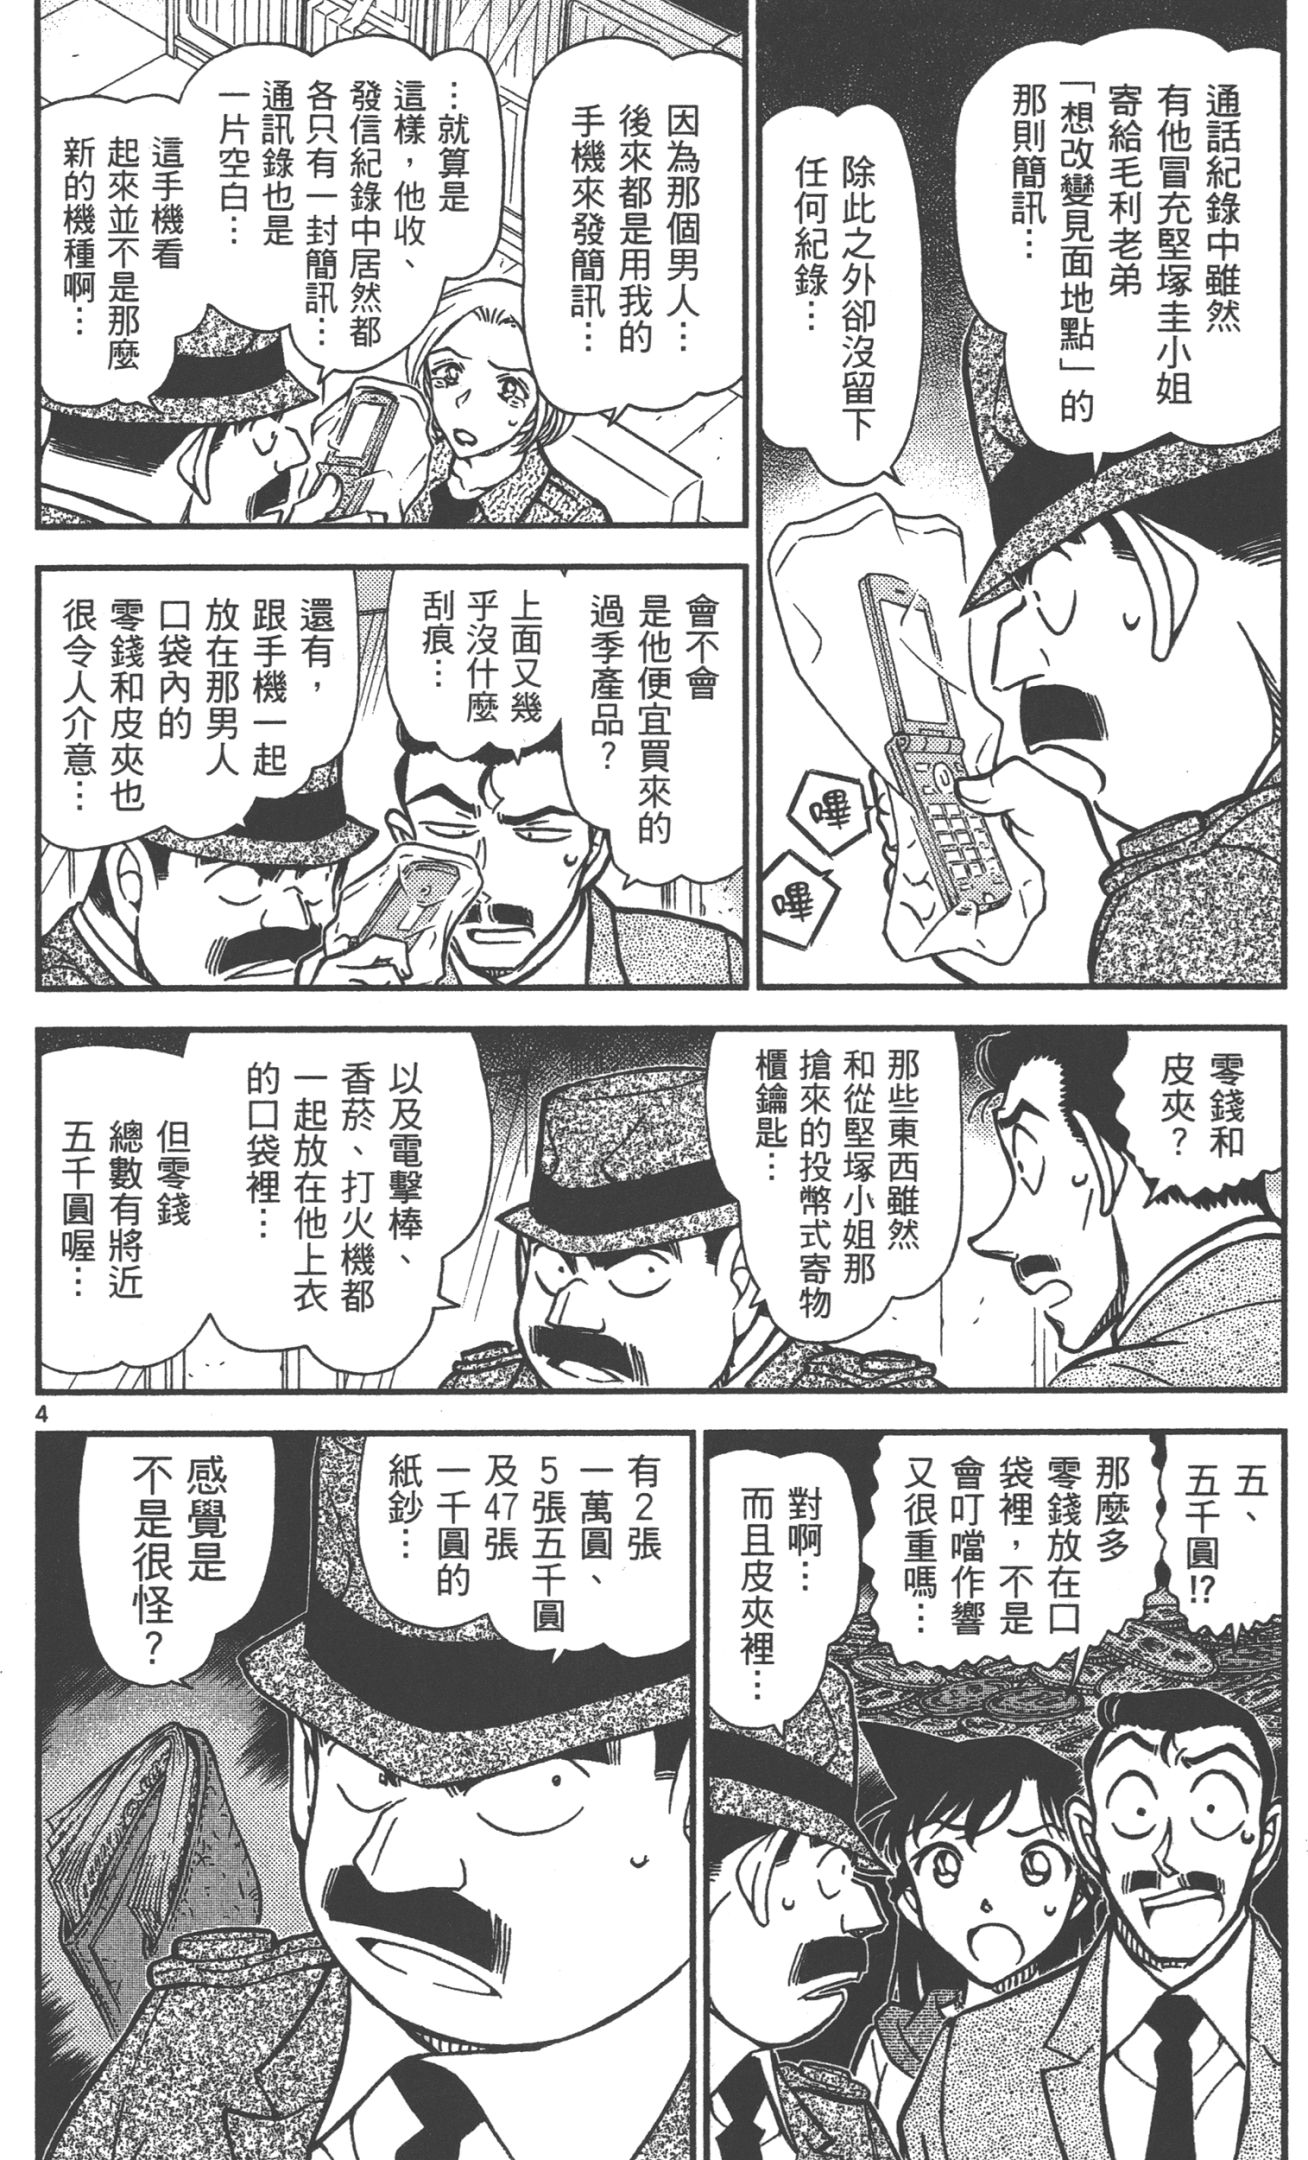 通話紀錄中雖然
有他冒充堅塚圭小姐
寄給毛利老弟
「想改變見面地點」的
那則簡訊…
除此之外卻沒留下
任何紀錄…
嗶
嗶
因為那個男人…
後來都是用我的
手機來發簡訊…
…就算是
這樣，他收、
發信紀錄中居然都
各只有一封簡訊…
通訊錄也是
一片空白…
這手機看
起來並不是那麼
新的機種啊…
會不會
是他便宜買來的
過季產品？
上面又幾
乎沒什麼
刮痕…
還有，
跟手機一起
放在那男人
口袋內的
零錢和皮夾也
很令人介意…
零錢和
皮夾？
那些東西雖然
和從堅塚小姐那
搶來的投幣式寄物
櫃鑰匙…
以及電擊棒、
香菸、打火機都
一起放在他上衣
的口袋裡…
但零錢
總數有將近
五千圓喔…
4
五、
五千圓!?
那麼多
零錢放在口
袋裡，不是
會叮噹作響
又很重嗎…
對啊…
而且皮夾裡…
有2張
一萬圓、
5張五千圓
及47張
一千圓的
紙鈔…
感覺是
不是很怪？